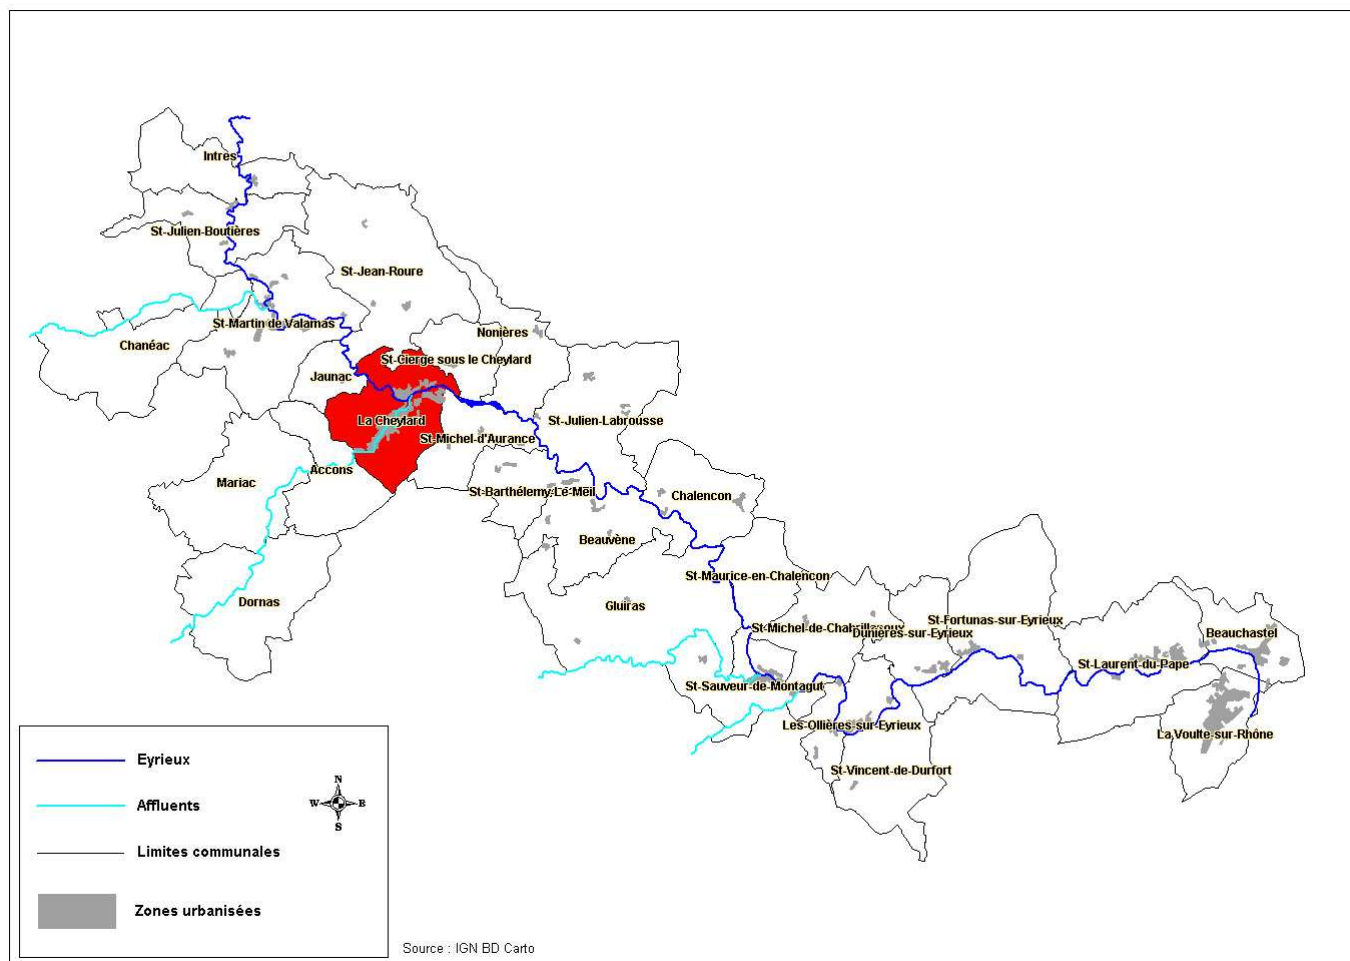 Intres
St-Julien-Boutières
St-Jean-Roure
St-Martin de Valamas
Nonières
Chanéac
St-Cierge sous le Cheylard
Jaunac
La Cheylard
St-Julien-Labrousse
St-Michel-d'Aurance
Accons
Mariac
St-Barthélemy-Le-Meil
Chalencon
Beauvène
St-Maurice-en-Chalencon
Dornas
Gluiras
St-Fortunas-sur-Eyrieux
St-Michel-de-Chabrilloux
Dunières-sur-Eyrieux
Beauchastel
St-Laurent-du-Pape
St-Sauveur-de-Montagut
Les-Ollières-sur-Eyrieux
La Voulte-sur-Rhône
St-Vincent-de-Durfort
Eyrieux
Affluents
Limites communales
Zones urbanisées
N
W
E
S
Source : IGN BD Carto